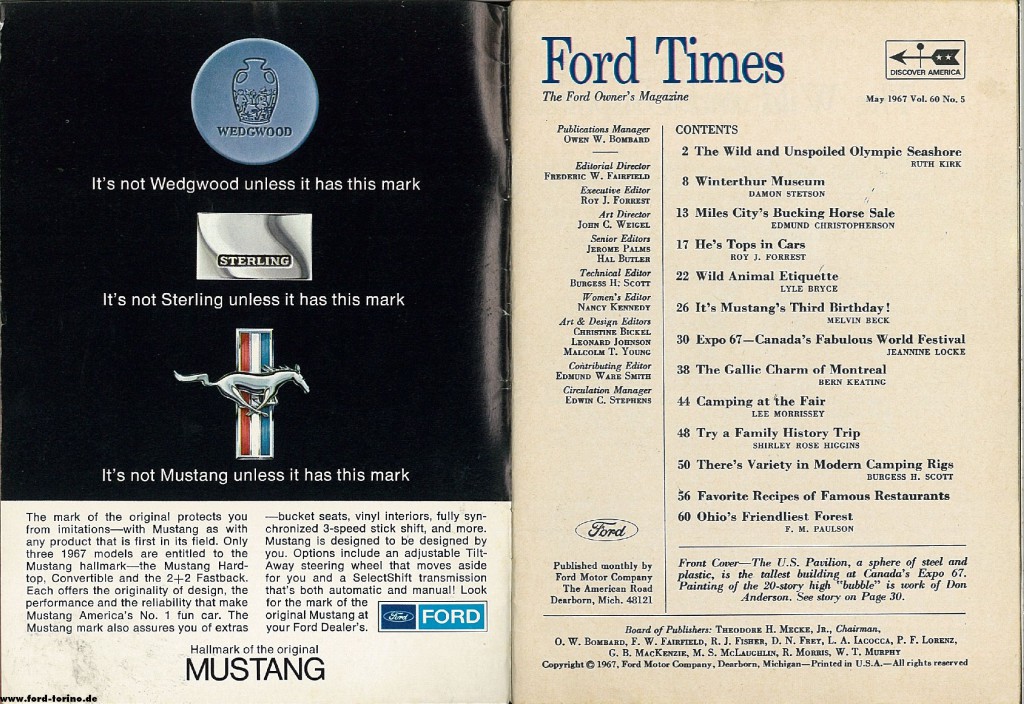 WEDGWOOD
It's not Wedgwood unless it has this mark
STERLING
It's not Sterling unless it has this mark
It's not Mustang unless it has this mark
The mark of the original protects you
from imitations—with Mustang as with
any product that is first in its field. Only
three 1967 models are entitled to the
Mustang hallmark—the Mustang Hard-
top, Convertible and the 2+2 Fastback.
Each offers the originality of design, the
performance and the reliability that make
Mustang America's No. 1 fun car. The
Mustang mark also assures you of extras
—bucket seats, vinyl interiors, fully syn-
chronized 3-speed stick shift, and more.
Mustang is designed to be designed by
you. Options include an adjustable Tilt-
Away steering wheel that moves aside
for you and a SelectShift transmission
that's both automatic and manual! Look
for the mark of the
original Mustang at
your Ford Dealer's.
Ford FORD
Hallmark of the original
MUSTANG
www.ford-torino.de
Ford Times
The Ford Owner's Magazine
DISCOVER AMERICA
May 1967 Vol. 60 No. 5
Publications Manager
OWEN W. BOMBARD
Editorial Director
FREDERIC W. FAIRFIELD
Executive Editor
ROY J. FORREST
Art Director
JOHN C. WEIGEL
Senior Editors
JEROME PALMS
HAL BUTLER
Technical Editor
BURGESS H. SCOTT
Women's Editor
NANCY KENNEDY
Art & Design Editors
CHRISTINE BICKEL
LEONARD JOHNSON
MALCOLM T. YOUNG
Contributing Editor
EDMUND WARE SMITH
Circulation Manager
EDWIN C. STEPHENS
Ford
Published monthly by
Ford Motor Company
The American Road
Dearborn, Mich. 48121
CONTENTS
2 The Wild and Unspoiled Olympic Seashore
RUTH KIRK
8 Winterthur Museum
DAMON STETSON
13 Miles City's Bucking Horse Sale
EDMUND CHRISTOPHERSON
17 He's Tops in Cars
ROY J. FORREST
22 Wild Animal Etiquette
LYLE BRYCE
26 It's Mustang's Third Birthday!
MELVIN BECK
30 Expo 67—Canada's Fabulous World Festival
JEANNINE LOCKE
38 The Gallic Charm of Montreal
BERN KEATING
44 Camping at the Fair
LEE MORRISSEY
48 Try a Family History Trip
SHIRLEY ROSE HIGGINS
50 There's Variety in Modern Camping Rigs
BURGESS H. SCOTT
56 Favorite Recipes of Famous Restaurants
60 Ohio's Friendliest Forest
F. M. PAULSON
Front Cover—The U.S. Pavilion, a sphere of steel and
plastic, is the tallest building at Canada's Expo 67.
Painting of the 20-story high "bubble" is work of Don
Anderson. See story on Page 30.
Board of Publishers: THEODORE H. MECKE, JR., Chairman,
O. W. BOMBARD, F. W. FAIRFIELD, R. J. FISHER, D. N. FREY, L. A. IACOCCA, P. F. LORENZ,
G. B. MACKENZIE, M. S. MCLAUGHLIN, R. MORRIS, W. T. MURPHY
Copyright © 1967, Ford Motor Company, Dearborn, Michigan—Printed in U.S.A.—All rights reserved